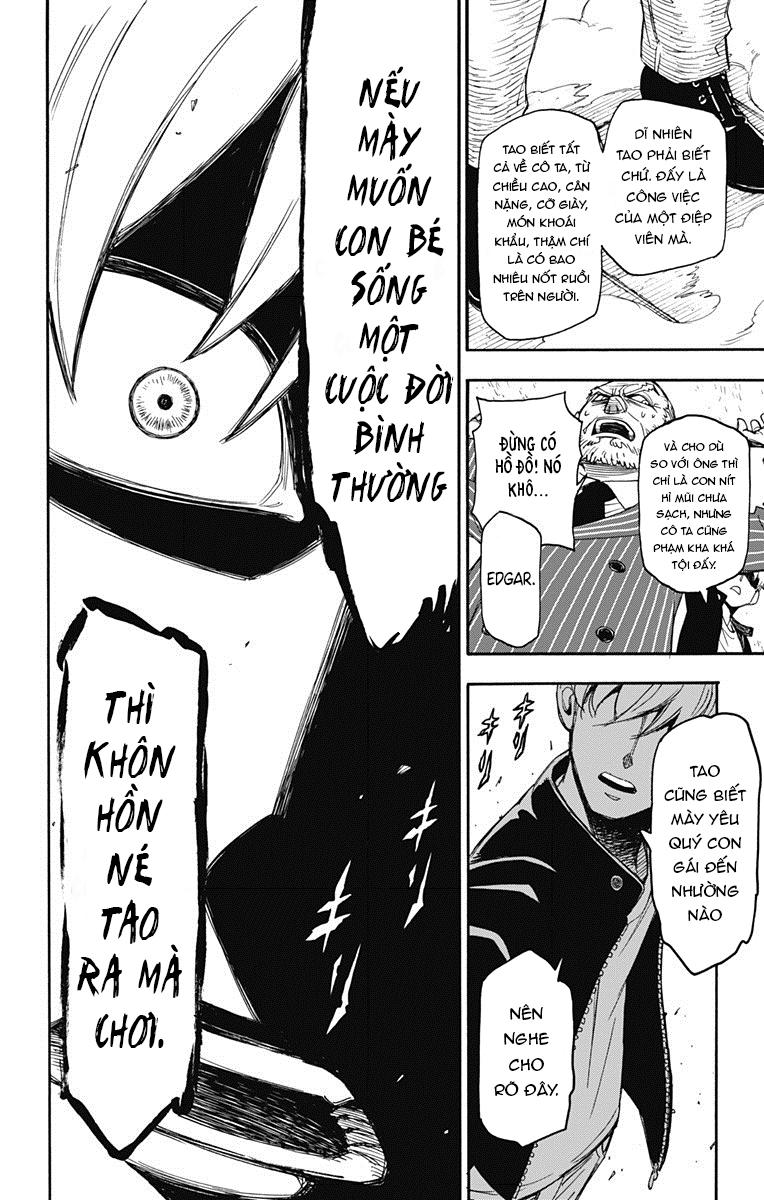 DĨ NHIÊN
TAO PHẢI BIẾT
CHỨ. ĐẤY LÀ
CÔNG VIỆC
CỦA MỘT ĐIỆP
VIÊN MÀ.
TAO BIẾT TẤT
CẢ VỀ CÔ TA, TỪ
CHIỀU CAO, CÂN
NẶNG, CỠ GIÀY,
MÓN KHOÁI
KHẨU, THẬM CHÍ
LÀ CÓ BAO
NHIÊU NỐT RUỒI
TRÊN NGƯỜI.
VÀ CHO DÙ
SO VỚI ÔNG THÌ
CHỈ LÀ CON NÍT
HỈ MŨI CHƯA
SẠCH, NHƯNG
CÔ TA CŨNG
PHẠM KHA KHÁ
TỘI ĐẤY.
ĐỪNG CÓ
HỒ ĐỒ! NÓ
KHÔ...
EDGAR.
TAO
CŨNG BIẾT
MÀY YÊU
QUÝ CON
GÁI ĐẾN
NHƯỜNG
NÀO
NÊN
NGHE
CHO
RÕ ĐÂY.
NẾU
MÀY
MUỐN
CON BÉ
SỐNG
MỘT
CUỘC ĐỜI
BÌNH
THƯỜNG
THÌ
KHÔN
HỒN
NÉ
TAO
RA MÀ
CHƠI.